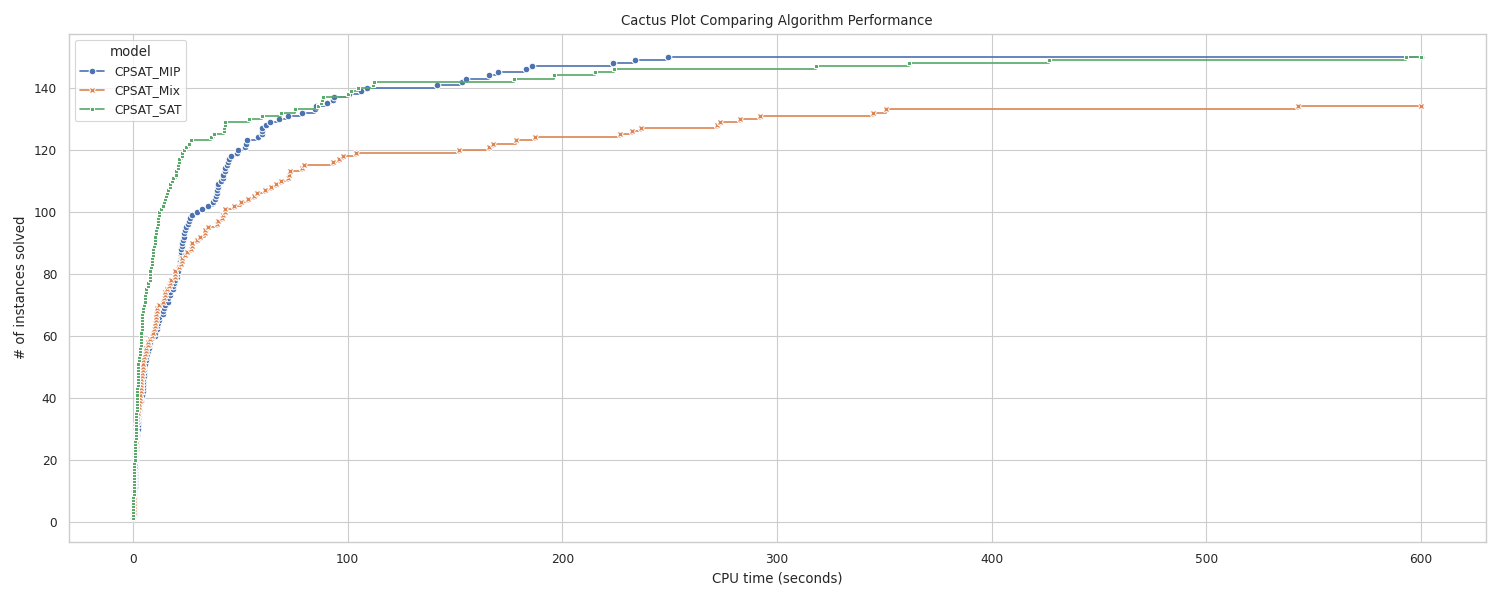 Cactus Plot Comparing Algorithm Performance
model
CPSAT_MIP
CPSAT_Mix
CPSAT_SAT
# of instances solved
140
120
100
80
60
40
20
0
0 100 200 300 400 500 600
CPU time (seconds)